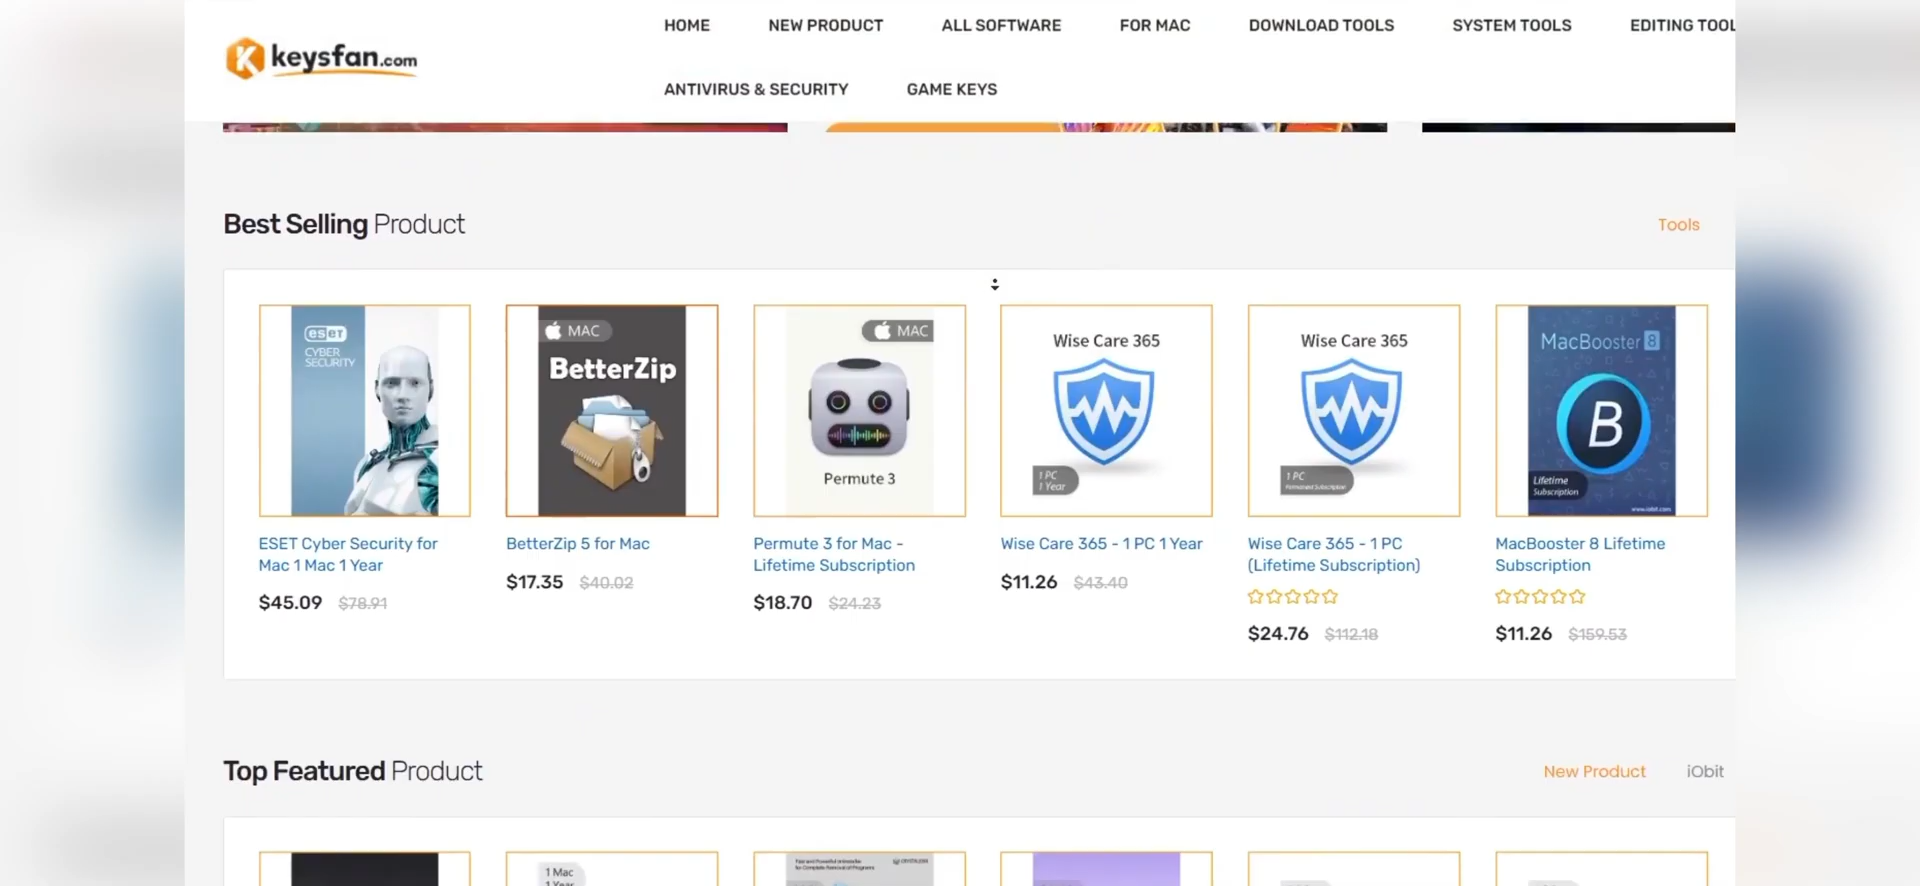 HOME NEW PRODUCT ALL SOFTWARE FOR MAC DOWNLOAD TOOLS SYSTEM TOOLS EDITING TOOL
keysfan.com
ANTIVIRUS & SECURITY GAME KEYS
Best Selling Product
Tools
eset
CYBER
SECURITY
MAC
BetterZip
MAC
Permute 3
Wise Care 365
1 PC
1 Year
Wise Care 365
1 PC
Permanent Subscription
MacBooster 8
B
Lifetime
Subscription
www.iobit.com
ESET Cyber Security for
Mac 1 Mac 1 Year
$45.09 $78.91
BetterZip 5 for Mac
$17.35 $40.02
Permute 3 for Mac -
Lifetime Subscription
$18.70 $24.23
Wise Care 365 - 1 PC 1 Year
$11.26 $43.40
Wise Care 365 - 1 PC
(Lifetime Subscription)
$24.76 $112.18
MacBooster 8 Lifetime
Subscription
$11.26 $159.53
Top Featured Product
New Product iObit
1 Mac
1 Year